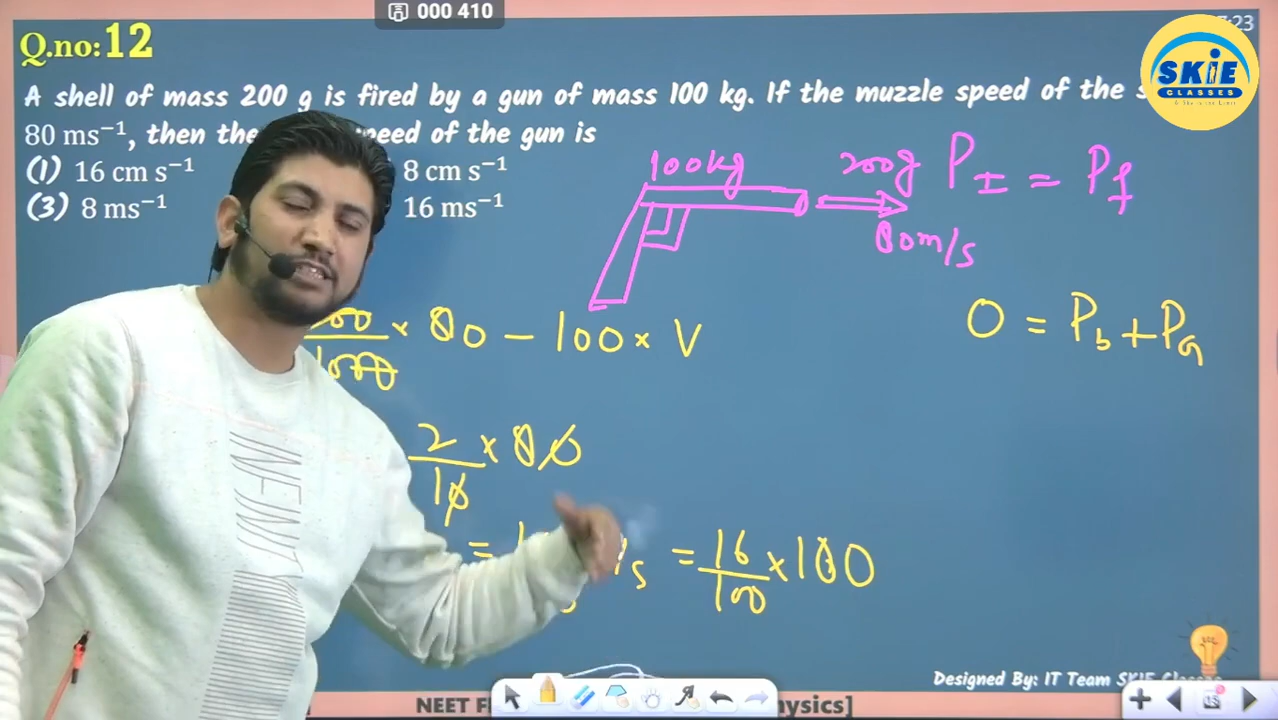 000 410
:23
Q.no:12
SKiE
CLASSES
A shell of mass 200 g is fired by a gun of mass 100 kg. If the muzzle speed of the
80 ms⁻¹, then the speed of the gun is
(1) 16 cm s⁻¹
8 cm s⁻¹
(3) 8 ms⁻¹
16 ms⁻¹
100kg
200g
80m/s
P_I = P_f
0 = P_b + P_G
× 80 − 100 × V
2/10 × 80
= 16/100 × 100
Designed By: IT Team SKIE Classes
NEET
hysics]